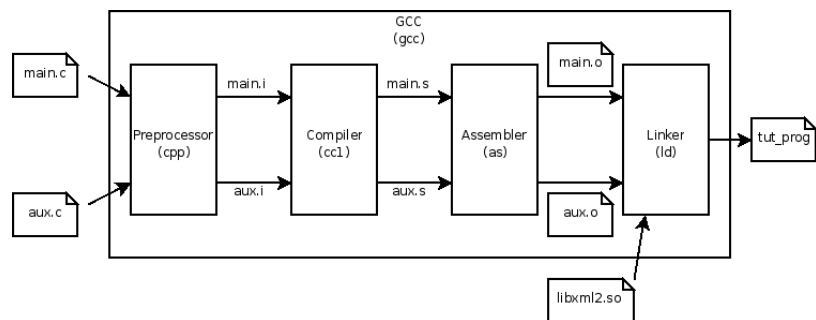 GCC
(gcc)
main.c
main.i
main.s
main.o
Preprocessor
(cpp)
Compiler
(cc1)
Assembler
(as)
Linker
(ld)
tut_prog
aux.c
aux.i
aux.s
aux.o
libxml2.so